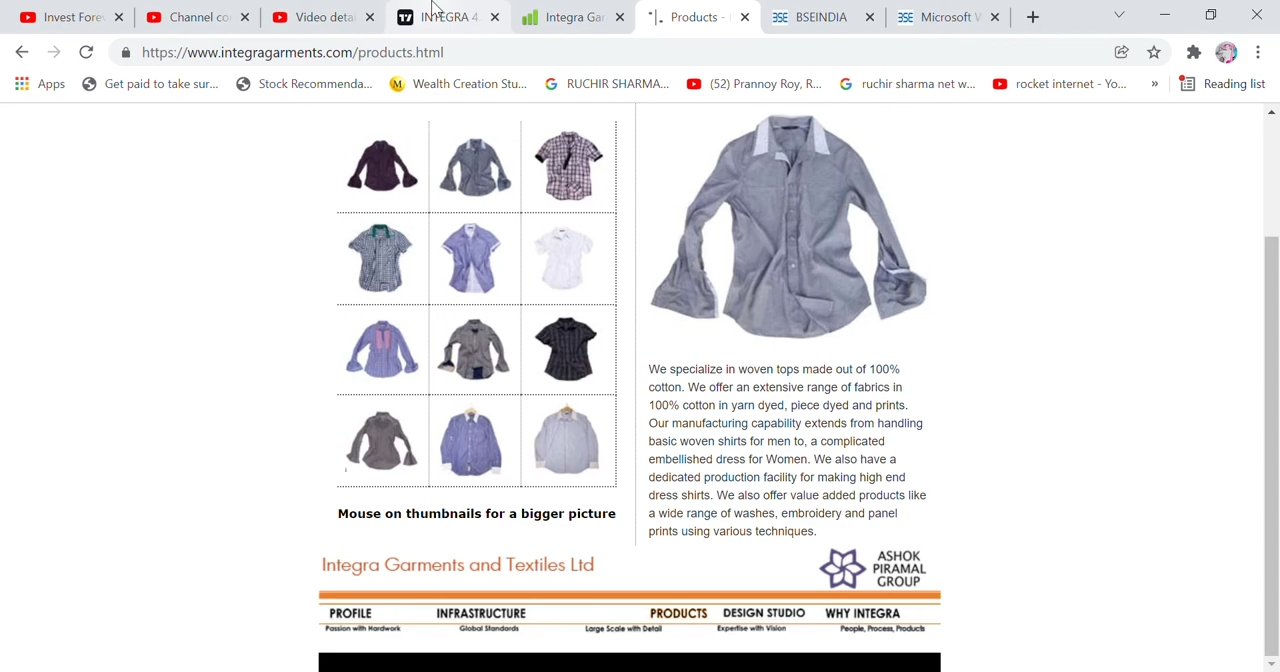 Invest Fore
Channel co
Video deta
INTEGRA 4.
Integra Gar
Products -
BSEINDIA
Microsoft
https://www.integragarments.com/products.html
Apps
Get paid to take sur...
Stock Recommenda...
M
Wealth Creation Stu...
RUCHIR SHARMA...
(52) Prannoy Roy, R...
ruchir sharma net w...
rocket internet - Yo...
»
Reading list
We specialize in woven tops made out of 100%
cotton. We offer an extensive range of fabrics in
100% cotton in yarn dyed, piece dyed and prints.
Our manufacturing capability extends from handling
basic woven shirts for men to, a complicated
embellished dress for Women. We also have a
dedicated production facility for making high end
dress shirts. We also offer value added products like
a wide range of washes, embroidery and panel
prints using various techniques.
Mouse on thumbnails for a bigger picture
Integra Garments and Textiles Ltd
ASHOK
PIRAMAL
GROUP
PROFILE
Passion with Hardwork
INFRASTRUCTURE
Global Standards
PRODUCTS
Large Scale with Detail
DESIGN STUDIO
Expertise with Vision
WHY INTEGRA
People, Process, Products